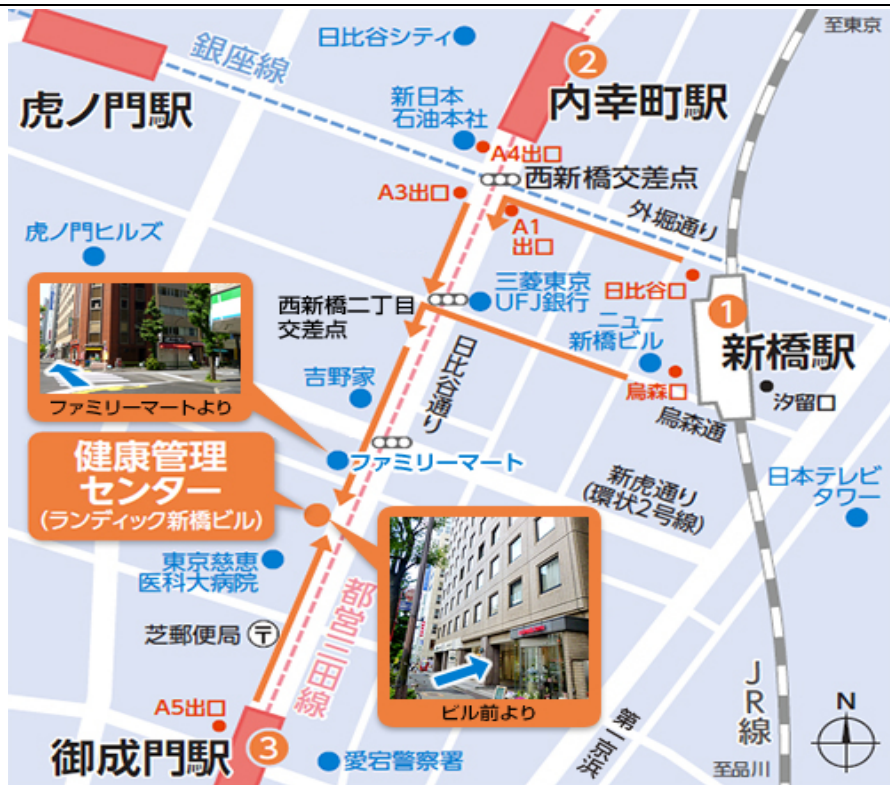 至東京
日比谷シティ
銀座線
②
虎ノ門駅
内幸町駅
新日本
石油本社
A4出口
西新橋交差点
A3出口
A1
出口
外堀通り
虎ノ門ヒルズ
三菱東京
UFJ銀行
日比谷口
西新橋二丁目
交差点
①
ニュー
新橋ビル
新橋駅
日比谷通り
吉野家
烏森口
汐留口
ファミリーマートより
烏森通
健康管理
センター
(ランディック新橋ビル)
ファミリーマート
新虎通り
(環状2号線)
日本テレビ
タワー
東京慈恵
医科大病院
都営三田線
芝郵便局 〒
JR線
N
A5出口
ビル前より
第一京浜
御成門駅
③
愛宕警察署
至品川